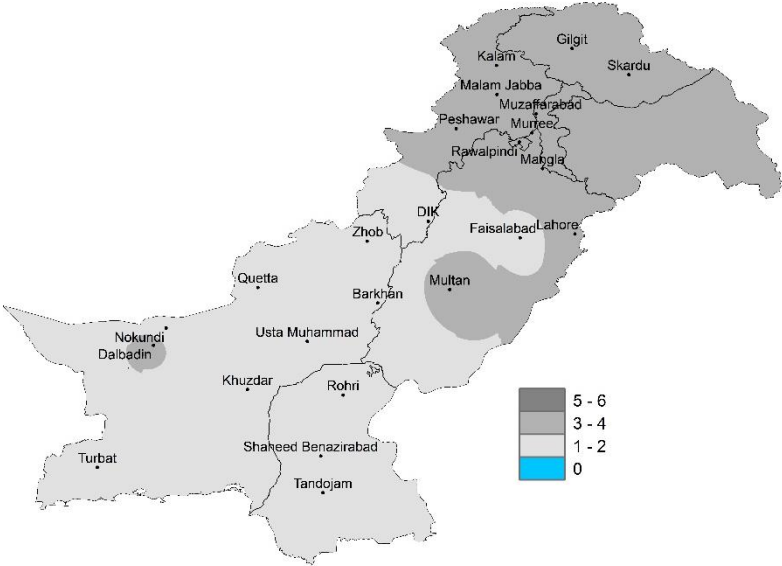 Gilgit
Kalam
Skardu
Malam Jabba
Muzaffarabad
Peshawar
Murree
Rawalpindi
Mangla
DIK
Faisalabad
Lahore
Zhob
Quetta
Multan
Barkhan
Nokundi
Usta Muhammad
Dalbadin
Khuzdar
Rohri
5 - 6
3 - 4
1 - 2
0
Shaheed Benazirabad
Turbat
Tandojam